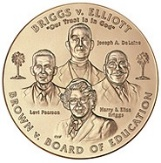 BRIGGS v. ELLIOTT
"Our Trust is in God"
Joseph A. DeLaine
Levi Pearson
Harry & Eliza
Briggs
BROWN v. BOARD OF EDUCATION